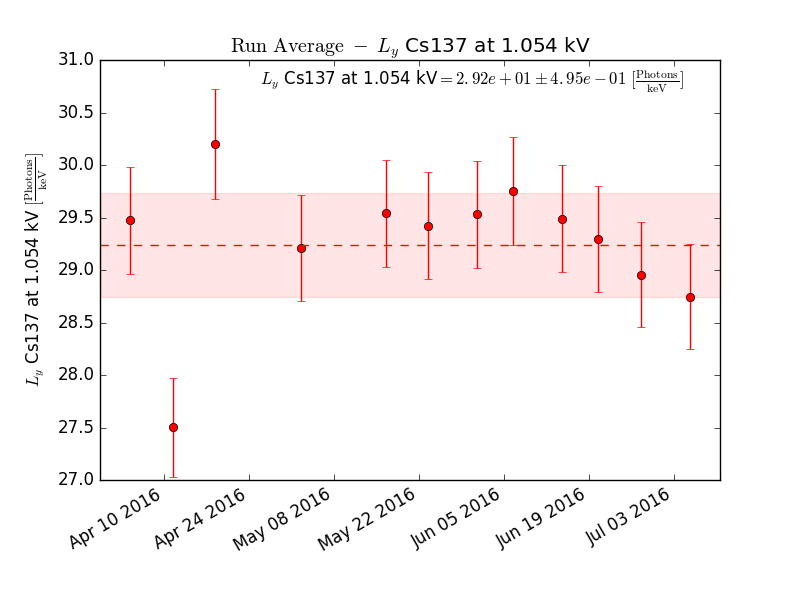 Run Average − L_y Cs137 at 1.054 kV
L_y Cs137 at 1.054 kV = 2.92e + 01 ± 4.95e − 01 [Photons/keV]
L_y Cs137 at 1.054 kV [Photons/keV]
31.0
30.5
30.0
29.5
29.0
28.5
28.0
27.5
27.0
Apr 10 2016
Apr 24 2016
May 08 2016
May 22 2016
Jun 05 2016
Jun 19 2016
Jul 03 2016